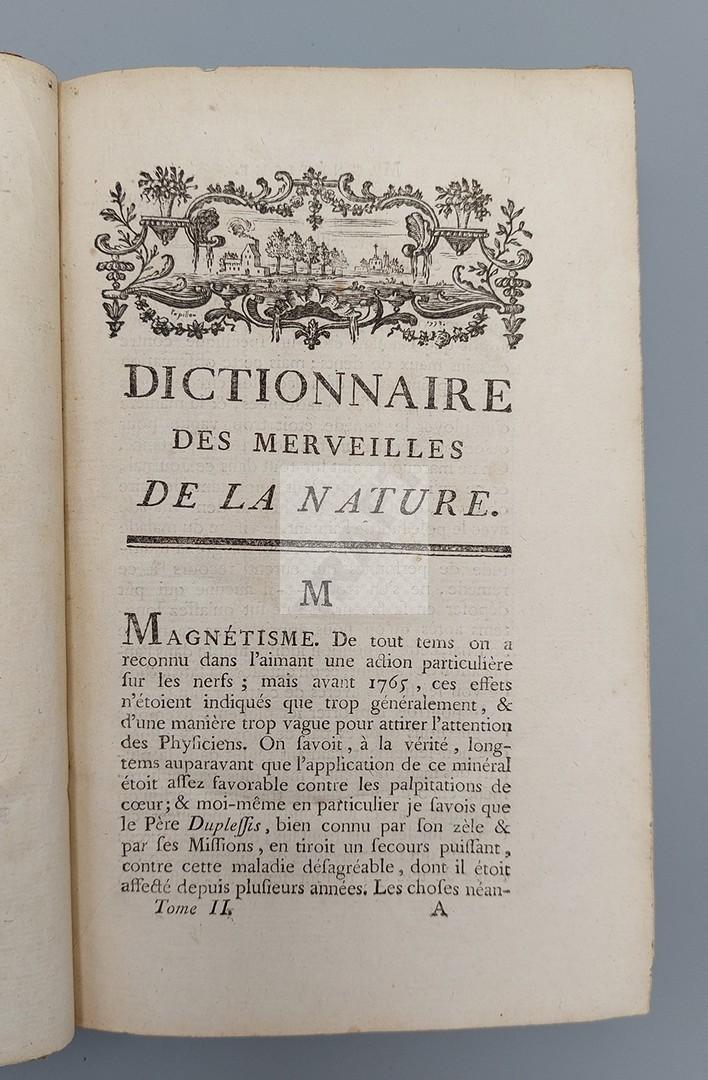 Papillon
DICTIONNAIRE
DES MERVEILLES
DE LA NATURE.
M
MAGNÉTISME. De tout tems on a
reconnu dans l'aimant une action particulière
ſur les nerfs ; mais avant 1765, ces effets
n'étoient indiqués que trop généralement, &
d'une manière trop vague pour attirer l'attention
des Phyſiciens. On ſavoit, à la vérité, long-
tems auparavant que l'application de ce minéral
étoit aſſez favorable contre les palpitations de
cœur; & moi-même en particulier je ſavois que
le Père Dupleſſis, bien connu par ſon zèle &
par ſes Miſſions, en tiroit un ſecours puiſſant,
contre cette maladie déſagréable, dont il étoit
affecté depuis pluſieurs années. Les choſes néan-
Tome II. A